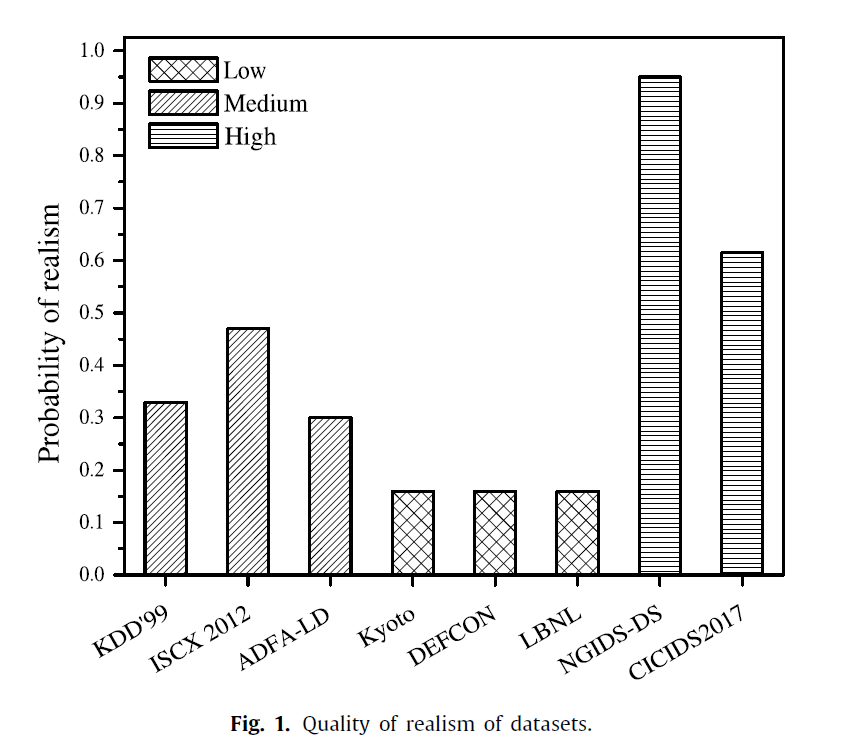 1.0
0.9
0.8
0.7
0.6
0.5
0.4
0.3
0.2
0.1
0.0
Probability of realism
Low
Medium
High
KDD'99
ISCX 2012
ADFA-LD
Kyoto
DEFCON
LBNL
NGIDS-DS
CICIDS2017
Fig. 1. Quality of realism of datasets.